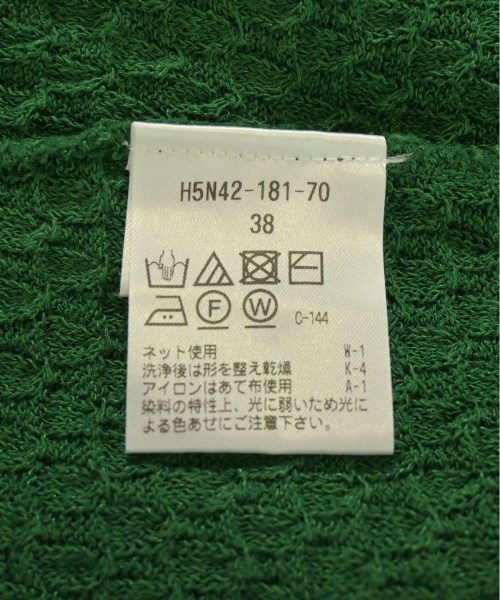 H5N42-181-70
38
F W C-144
ネット使用 W-1
洗浄後は形を整え乾燥 K-4
アイロンはあて布使用 A-1
染料の特性上、光に弱いため光に
よる色あせにご注意下さい。